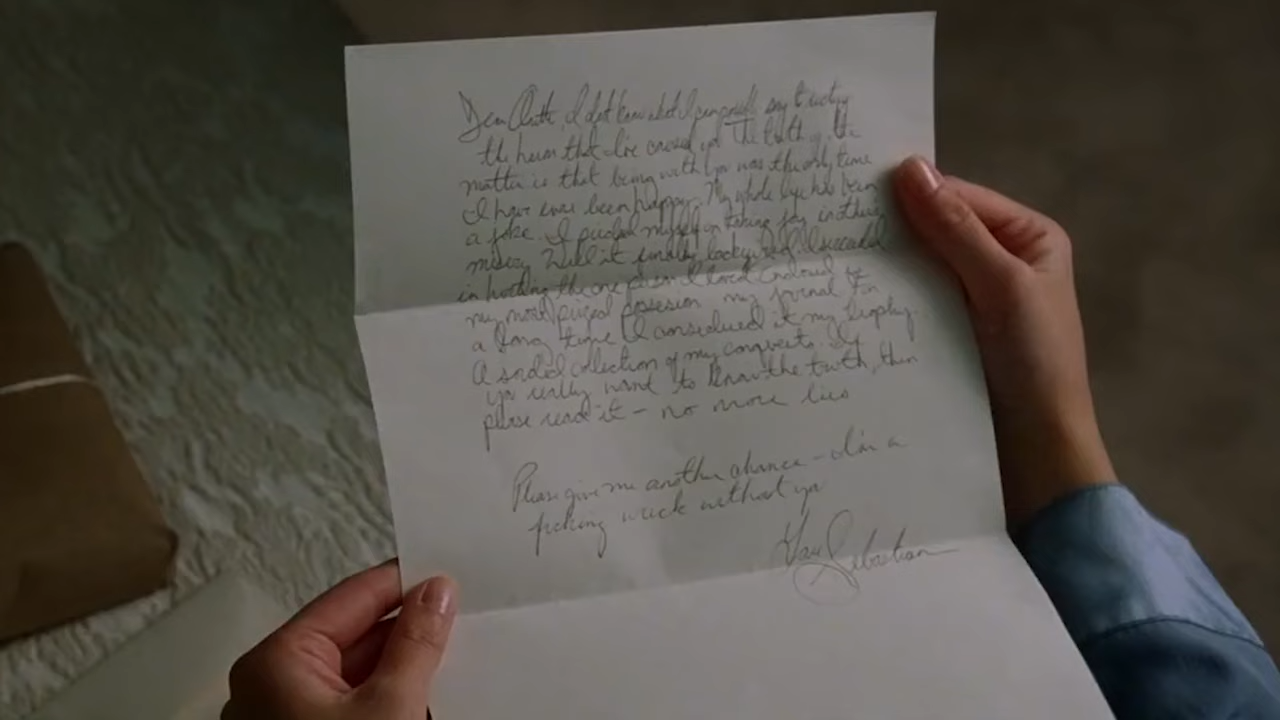 Dear Annette, I don't know what I can possibly say to rectify
the harm that I've caused you. The truth of the
matter is that being with you was the only time
I have ever been happy. My whole life has been
a joke. I prided myself on taking joy in others
misery. Well it finally backfired. I succeeded
in hurting the one person I loved. Enclosed is
my most prized possession my journal. For
a long time I considered it my trophy.
A sordid collection of my conquests. If
you really want to know the truth, then
please read it - no more lies
Please give me another chance - I'm a
fucking wreck without you
Sebastian